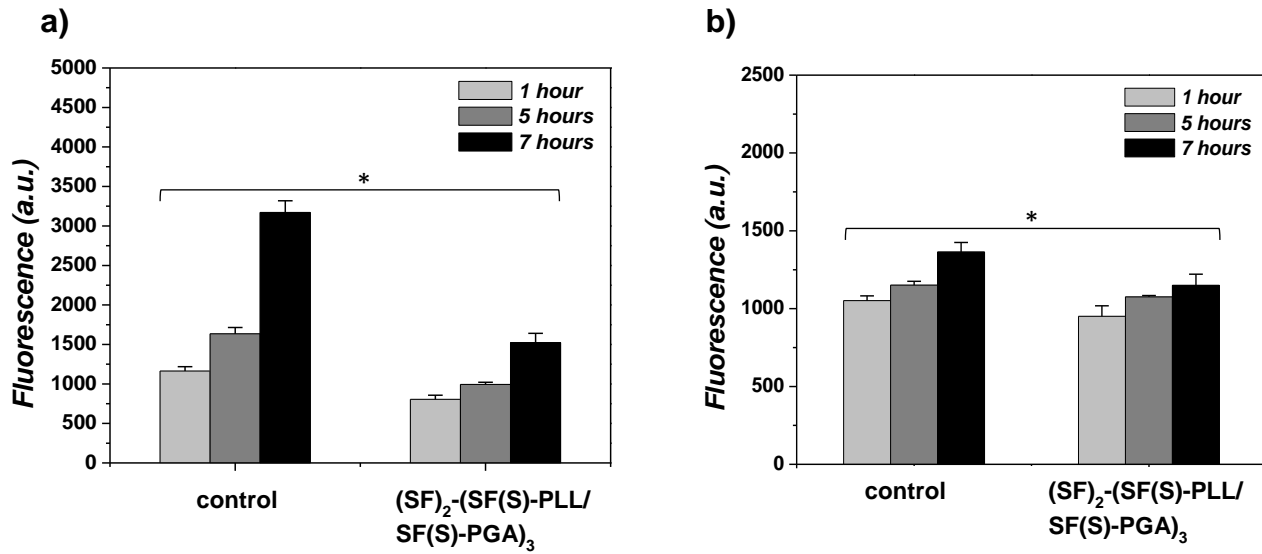 a)
5000
4500
4000
3500
3000
2500
2000
1500
1000
500
0
Fluorescence (a.u.)
1 hour
5 hours
7 hours
*
control
(SF)₂-(SF(S)-PLL/
SF(S)-PGA)₃
b)
2500
2000
1500
1000
500
0
Fluorescence (a.u.)
1 hour
5 hours
7 hours
*
control
(SF)₂-(SF(S)-PLL/
SF(S)-PGA)₃